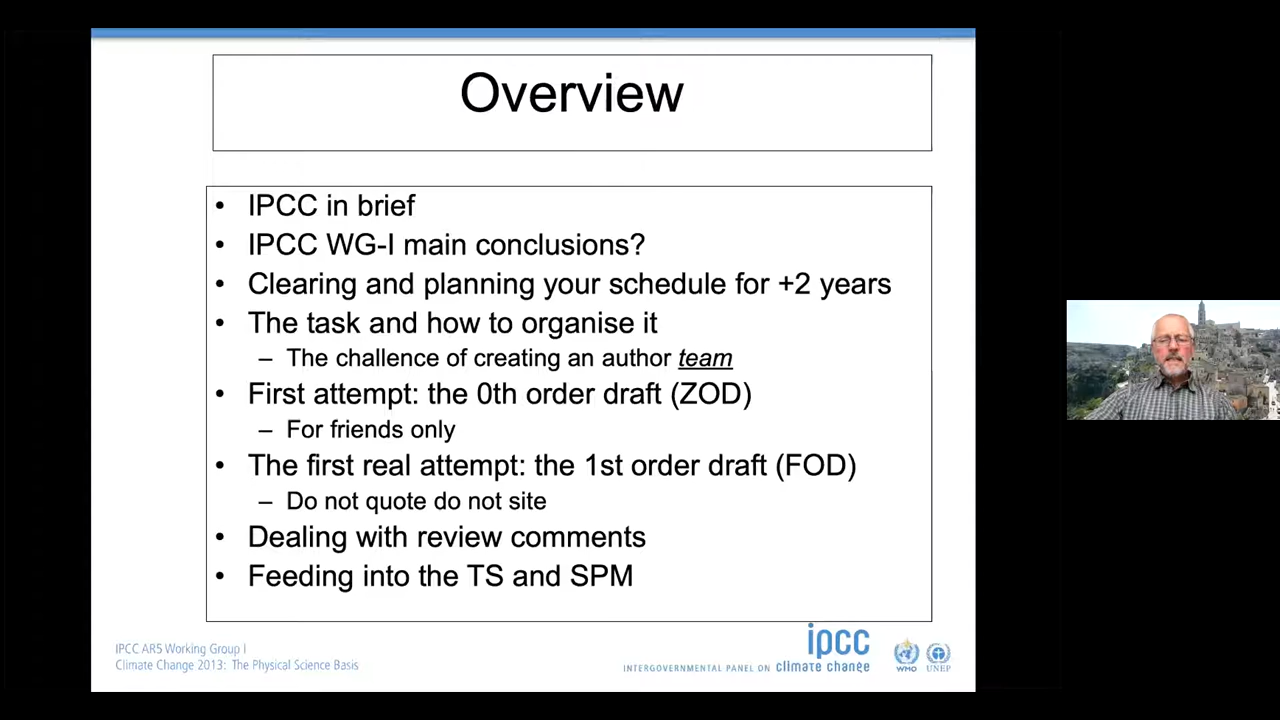 Overview
• IPCC in brief
• IPCC WG-I main conclusions?
• Clearing and planning your schedule for +2 years
• The task and how to organise it
– The challence of creating an author team
• First attempt: the 0th order draft (ZOD)
– For friends only
• The first real attempt: the 1st order draft (FOD)
– Do not quote do not site
• Dealing with review comments
• Feeding into the TS and SPM
IPCC AR5 Working Group I
Climate Change 2013: The Physical Science Basis
ipcc
INTERGOVERNMENTAL PANEL ON climate change
WMO
UNEP